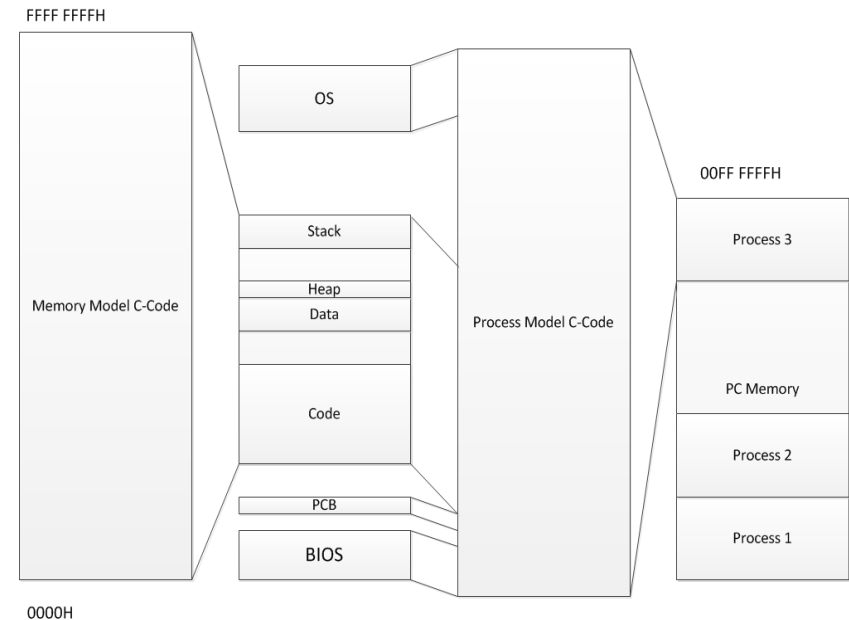 FFFF FFFFH
OS
00FF FFFFH
Stack
Process 3
Heap
Memory Model C-Code
Data
Process Model C-Code
PC Memory
Code
Process 2
PCB
Process 1
BIOS
0000H